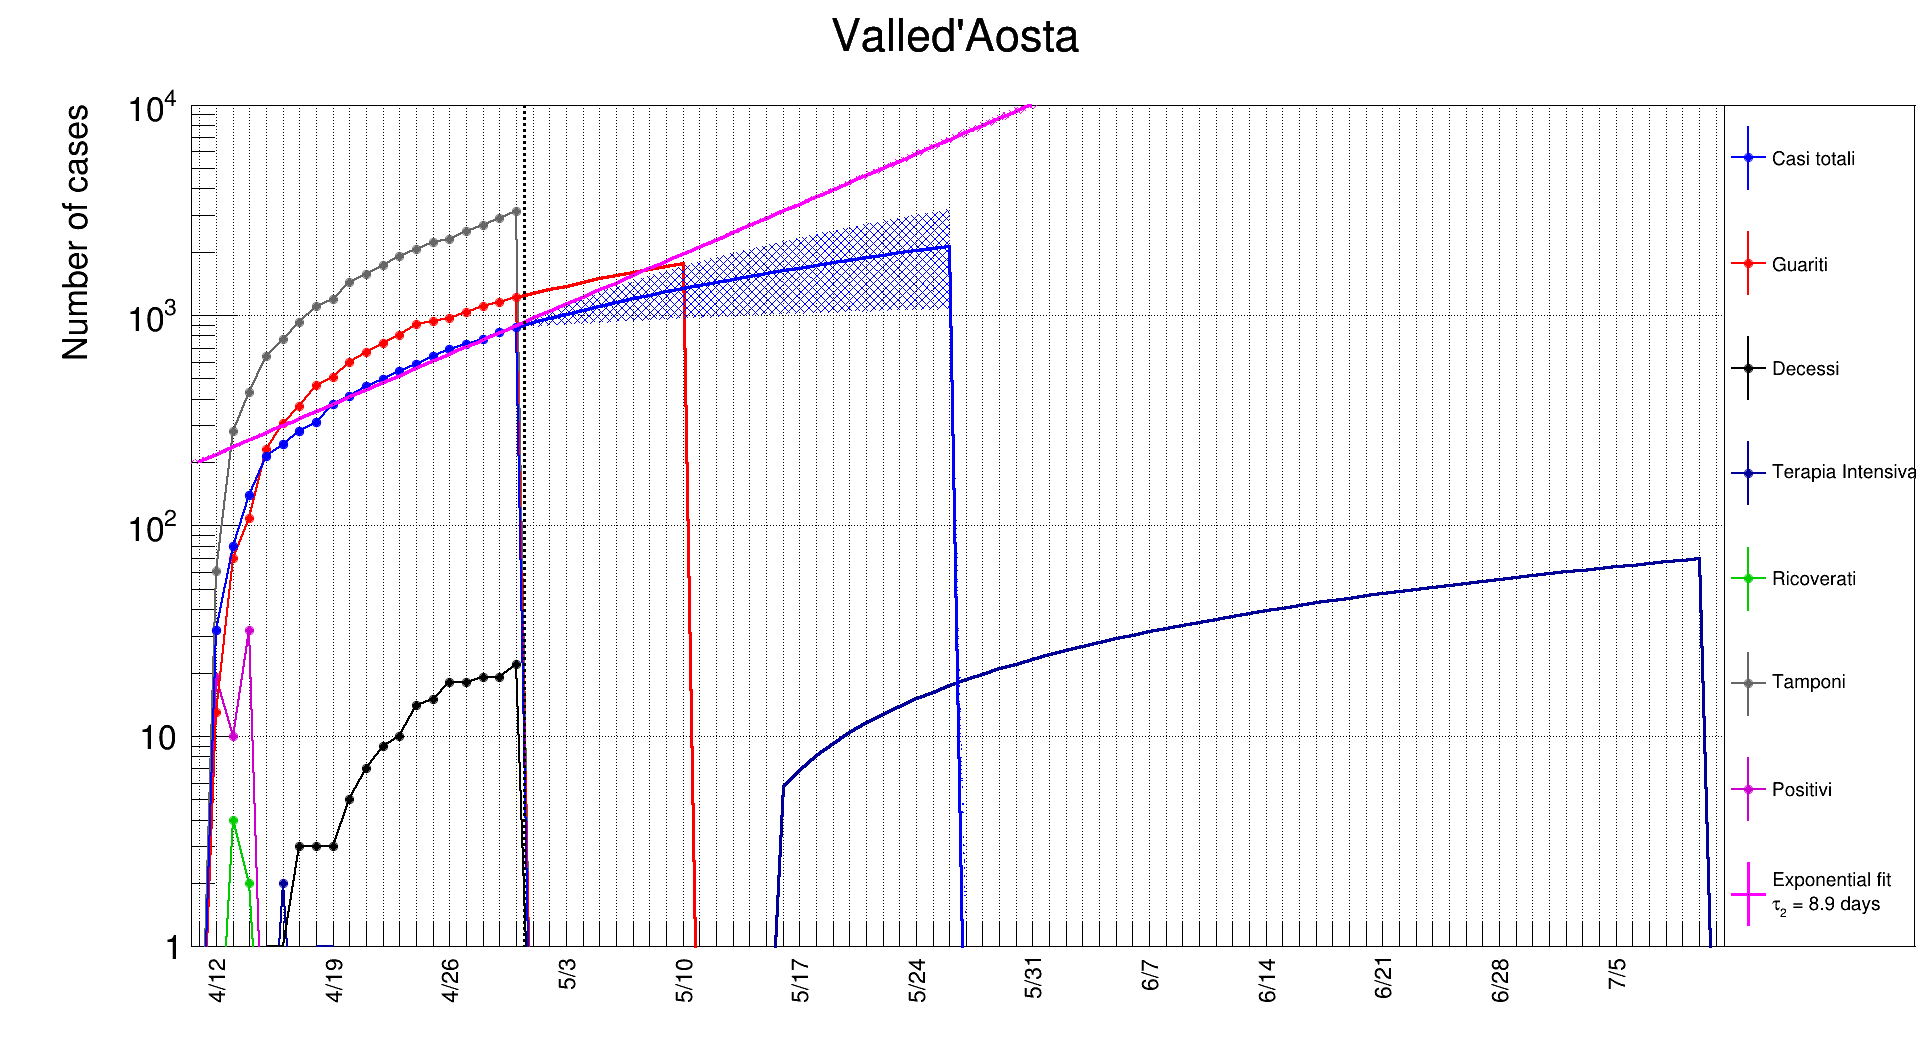 Valled'Aosta
Number of cases
10^4
10^3
10^2
10
1
4/12
4/19
4/26
5/3
5/10
5/17
5/24
5/31
6/7
6/14
6/21
6/28
7/5
Casi totali
Guariti
Decessi
Terapia Intensiva
Ricoverati
Tamponi
Positivi
Exponential fit
τ_2 = 8.9 days